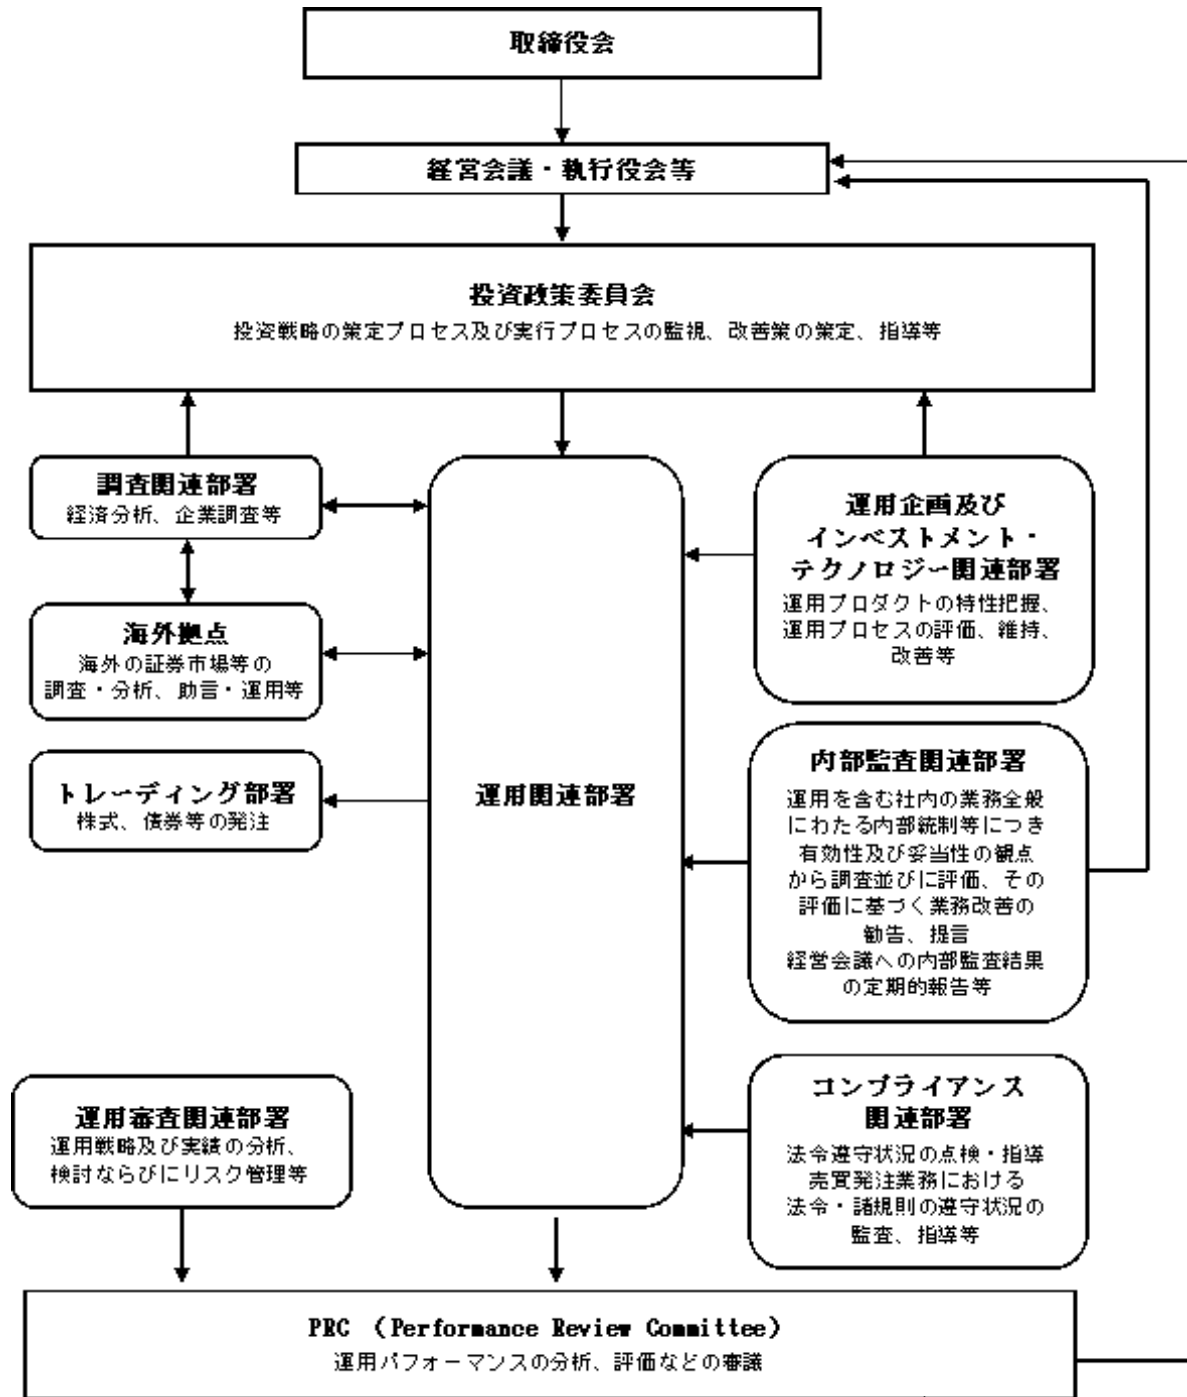 取締役会
経営会議・執行役会等
投資政策委員会
投資戦略の策定プロセス及び実行プロセスの監視、改善策の策定、指導等
調査関連部署
経済分析、企業調査等
海外拠点
海外の証券市場等の
調査・分析、助言・運用等
トレーディング部署
株式、債券等の発注
運用関連部署
運用企画及び
インベストメント・
テクノロジー関連部署
運用プロダクトの特性把握、
運用プロセスの評価、維持、
改善等
内部監査関連部署
運用を含む社内の業務全般
にわたる内部統制等につき
有効性及び妥当性の観点
から調査並びに評価、その
評価に基づく業務改善の
勧告、提言
経営会議への内部監査結果
の定期的報告等
運用審査関連部署
運用戦略及び実績の分析、
検討ならびにリスク管理等
コンプライアンス
関連部署
法令遵守状況の点検・指導
売買発注業務における
法令・諸規則の遵守状況の
監査、指導等
PRC （Performance Review Committee）
運用パフォーマンスの分析、評価などの審議